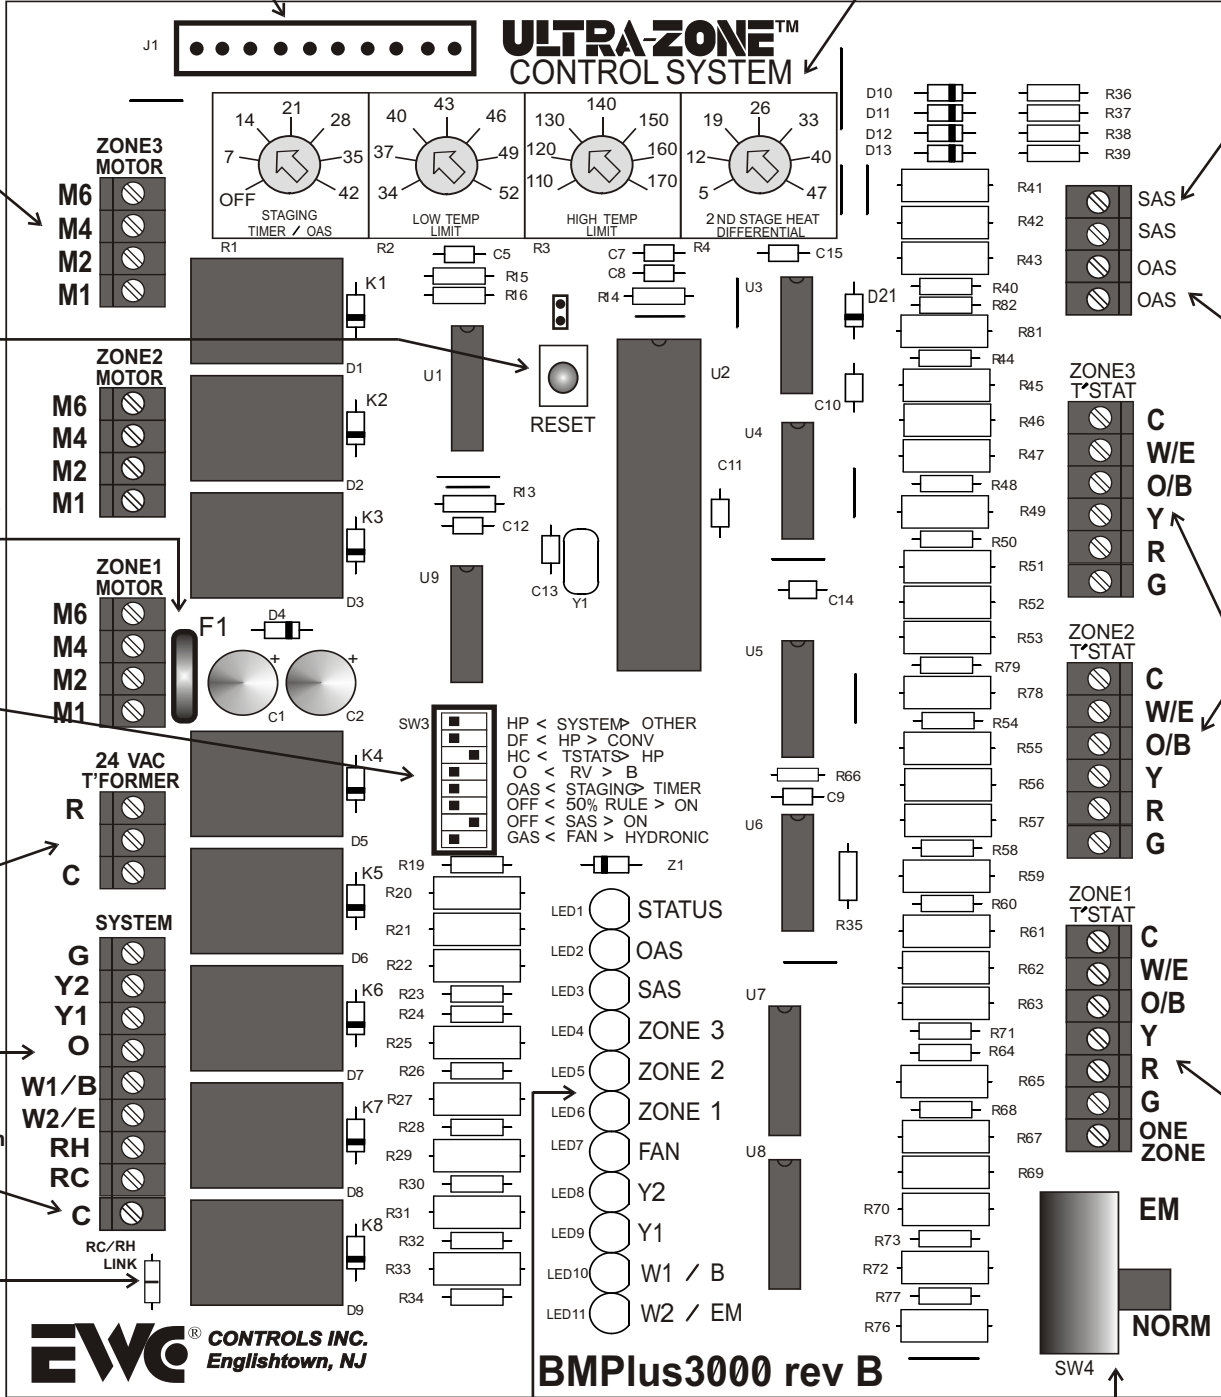 J1
ULTRA-ZONE™
CONTROL SYSTEM
OFF 7 14 21 28 35 42
STAGING
TIMER / OAS
34 37 40 43 46 49 52
LOW TEMP
LIMIT
110 120 130 140 150 160 170
HIGH TEMP
LIMIT
5 12 19 26 33 40 47
2 ND STAGE HEAT
DIFFERENTIAL
R1
R2
R3
R4
ZONE3
MOTOR
M6
M4
M2
M1
ZONE2
MOTOR
M6
M4
M2
M1
ZONE1
MOTOR
M6
M4
M2
M1
24 VAC
T'FORMER
R
C
SYSTEM
G
Y2
Y1
O
W1/B
W2/E
RH
RC
C
RC/RH
LINK
K1
D1
K2
D2
K3
D3
F1
D4
+
C1
+
C2
K4
D5
K5
D6
K6
D7
K7
D8
K8
D9
C5
R15
R16
C7
C8
R14
C15
U1
RESET
U2
U3
D21
C10
U4
C11
R13
C12
U9
C13
Y1
C14
U5
SW3
HP < SYSTEM> OTHER
DF < HP > CONV
HC < TSTATS> HP
O < RV > B
OAS < STAGING> TIMER
OFF < 50% RULE > ON
OFF < SAS > ON
GAS < FAN > HYDRONIC
R66
C9
U6
R35
U7
U8
Z1
R19
R20
R21
R22
R23
R24
R25
R26
R27
R28
R29
R30
R31
R32
R33
R34
LED1 STATUS
LED2 OAS
LED3 SAS
LED4 ZONE 3
LED5 ZONE 2
LED6 ZONE 1
LED7 FAN
LED8 Y2
LED9 Y1
LED10 W1 / B
LED11 W2 / EM
D10
D11
D12
D13
R36
R37
R38
R39
R41
R42
R43
R40
R82
R81
R44
R45
R46
R47
R48
R49
R50
R51
R52
R53
R79
R78
R54
R55
R56
R57
R58
R59
R60
R61
R62
R63
R71
R64
R65
R68
R67
R69
R70
R73
R72
R77
R76
SAS
SAS
OAS
OAS
ZONE3
T'STAT
C
W/E
O/B
Y
R
G
ZONE2
T'STAT
C
W/E
O/B
Y
R
G
ZONE1
T'STAT
C
W/E
O/B
Y
R
G
ONE
ZONE
EM
NORM
SW4
EWC® CONTROLS INC.
Englishtown, NJ
BMPlus3000 rev B